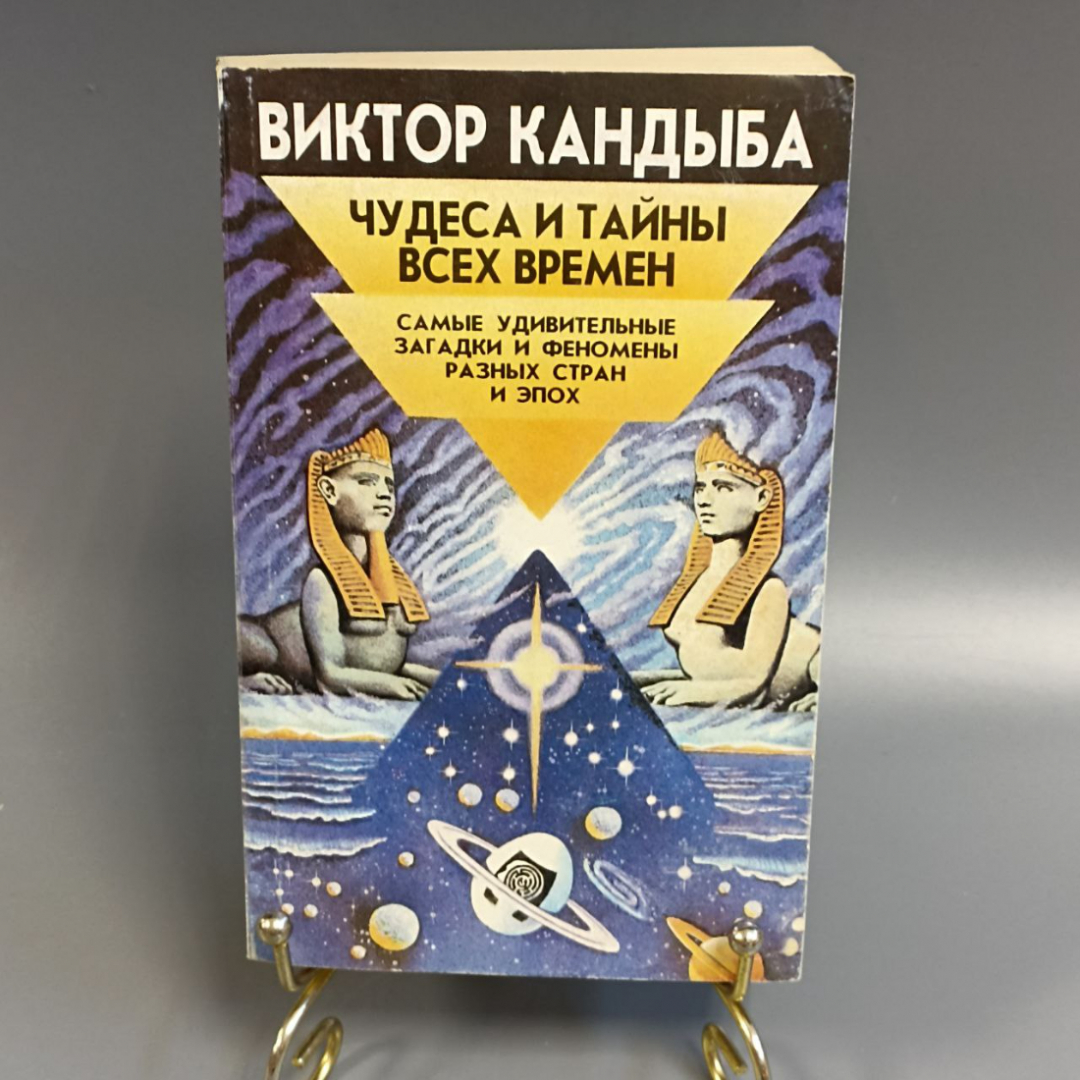 ВИКТОР КАНДЫБА
ЧУДЕСА И ТАЙНЫ
ВСЕХ ВРЕМЕН
САМЫЕ УДИВИТЕЛЬНЫЕ
ЗАГАДКИ И ФЕНОМЕНЫ
РАЗНЫХ СТРАН
И ЭПОХ